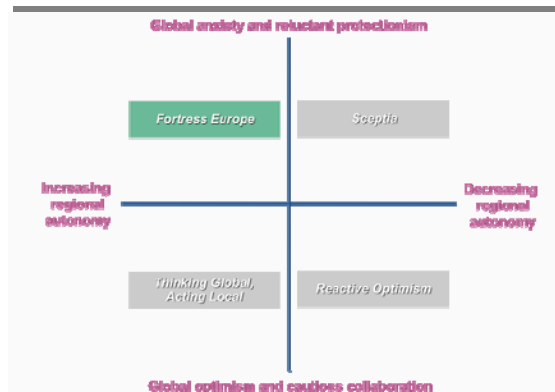 Global anxiety and reluctant protectionism
Fortress Europe
Sceptia
Increasing
regional
autonomy
Decreasing
regional
autonomy
Thinking Global,
Acting Local
Reactive Optimism
Global optimism and cautious collaboration